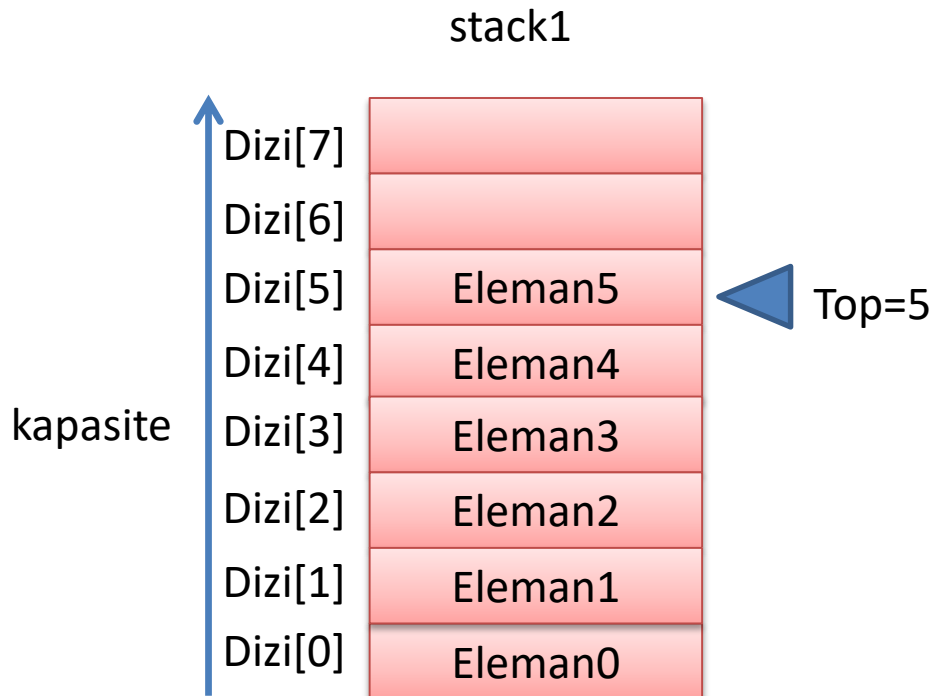 stack1
Dizi[7]
Dizi[6]
Dizi[5] Eleman5 Top=5
Dizi[4] Eleman4
kapasite Dizi[3] Eleman3
Dizi[2] Eleman2
Dizi[1] Eleman1
Dizi[0] Eleman0